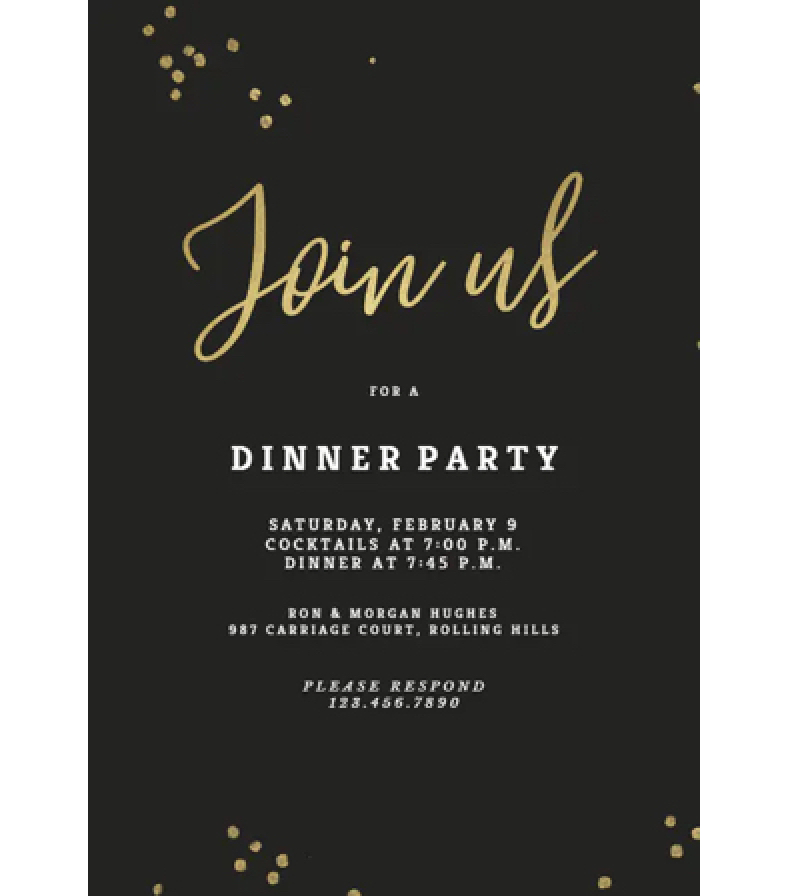 Join us
FOR A
DINNER PARTY
SATURDAY, FEBRUARY 9
COCKTAILS AT 7:00 P.M.
DINNER AT 7:45 P.M.
RON & MORGAN HUGHES
987 CARRIAGE COURT, ROLLING HILLS
PLEASE RESPOND
123.456.7890